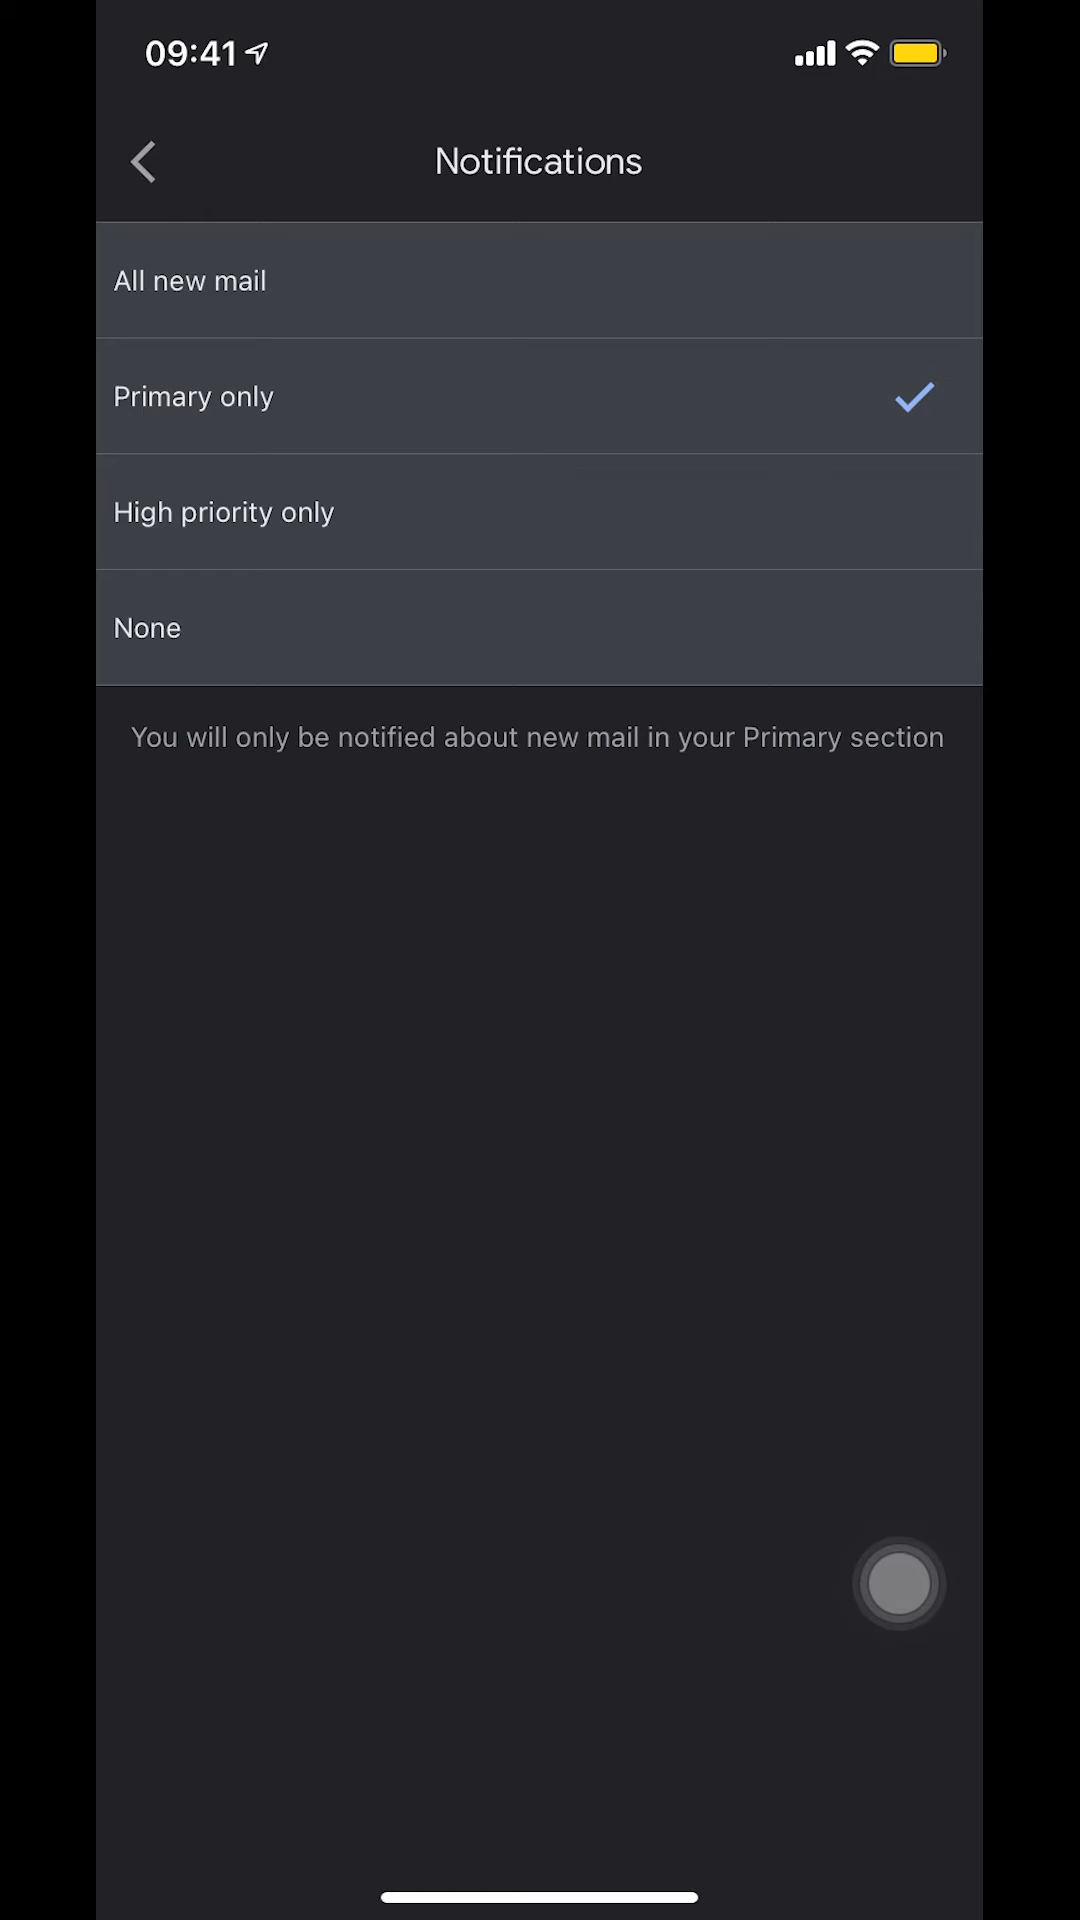 09:41
Notifications
All new mail
Primary only
High priority only
None
You will only be notified about new mail in your Primary section